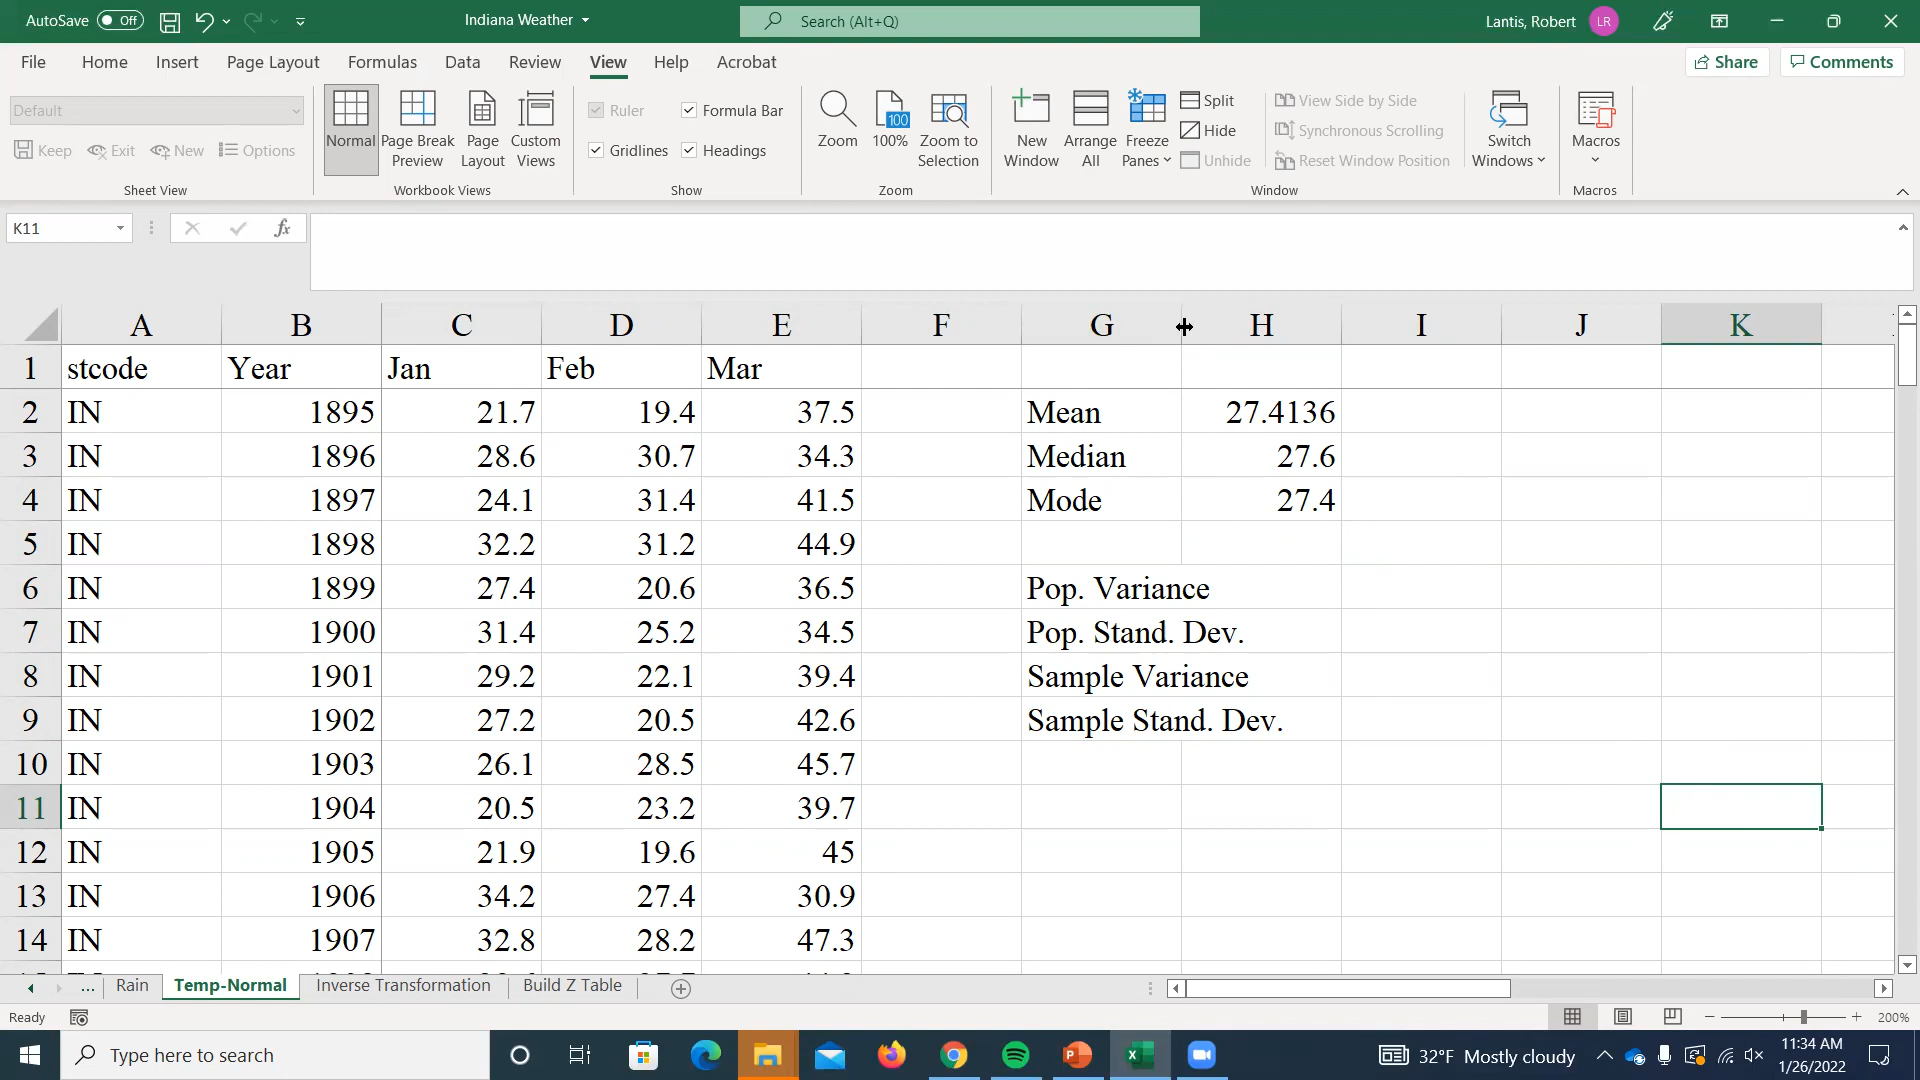 AutoSave Off Indiana Weather Search (Alt+Q) Lantis, Robert LR
File Home Insert Page Layout Formulas Data Review View Help Acrobat Share Comments
Default
Keep Exit New Options
Sheet View
Normal
Page Break Preview
Page Layout
Custom Views
Workbook Views
Ruler Formula Bar
Gridlines Headings
Show
Zoom
100 100%
Zoom to Selection
Zoom
New Window
Arrange All
Freeze Panes
Split
Hide
Unhide
View Side by Side
Synchronous Scrolling
Reset Window Position
Window
Switch Windows
Macros
Macros
K11 fx
A B C D E F G H I J K
1 stcode Year Jan Feb Mar
2 IN 1895 21.7 19.4 37.5 Mean 27.4136
3 IN 1896 28.6 30.7 34.3 Median 27.6
4 IN 1897 24.1 31.4 41.5 Mode 27.4
5 IN 1898 32.2 31.2 44.9
6 IN 1899 27.4 20.6 36.5 Pop. Variance
7 IN 1900 31.4 25.2 34.5 Pop. Stand. Dev.
8 IN 1901 29.2 22.1 39.4 Sample Variance
9 IN 1902 27.2 20.5 42.6 Sample Stand. Dev.
10 IN 1903 26.1 28.5 45.7
11 IN 1904 20.5 23.2 39.7
12 IN 1905 21.9 19.6 45
13 IN 1906 34.2 27.4 30.9
14 IN 1907 32.8 28.2 47.3
... Rain Temp-Normal Inverse Transformation Build Z Table
Ready 200%
Type here to search 32°F Mostly cloudy 11:34 AM
1/26/2022